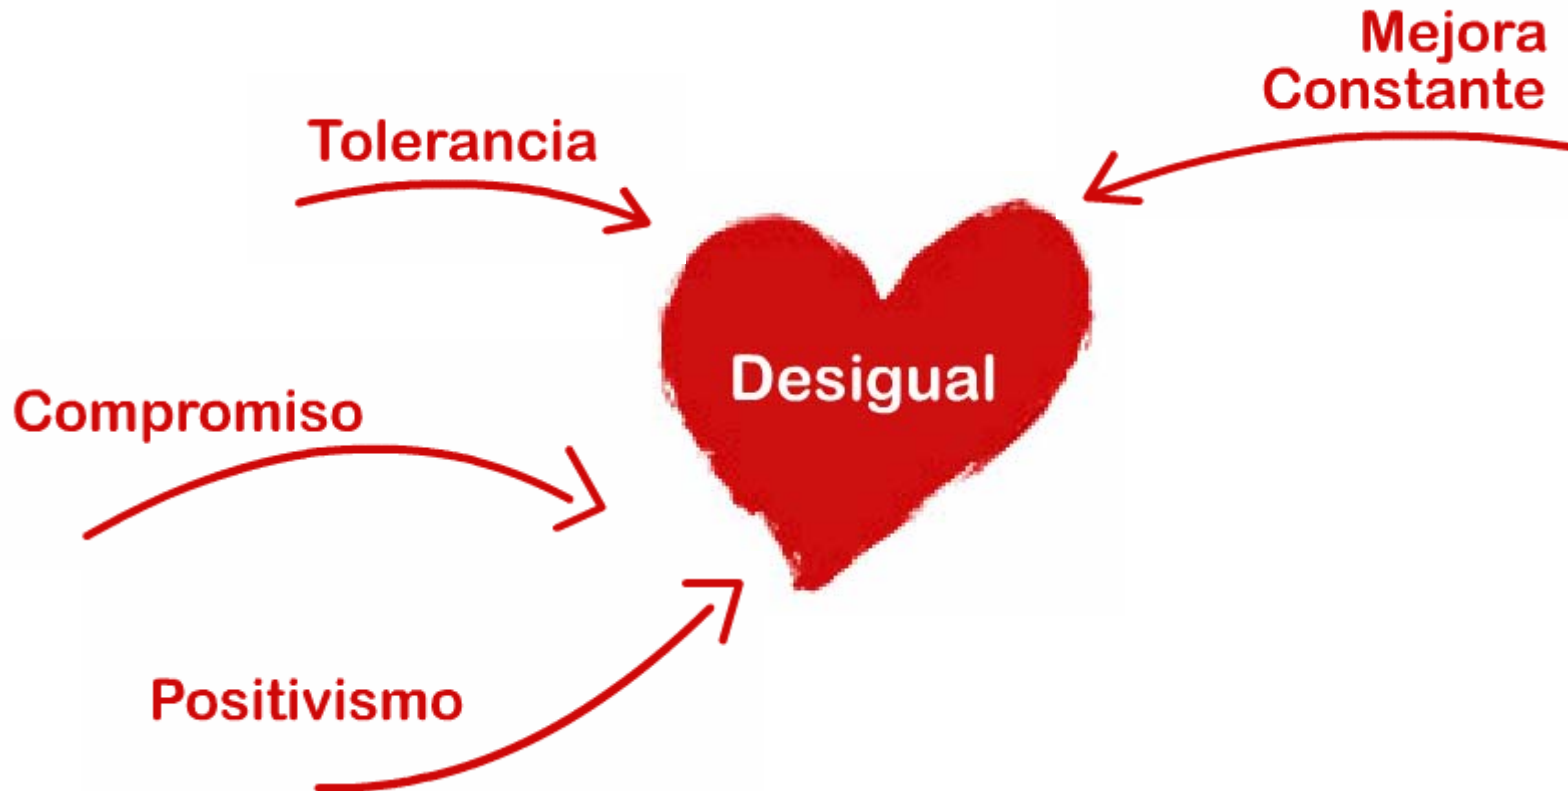 Mejora
Constante
Tolerancia
Desigual
Compromiso
Positivismo